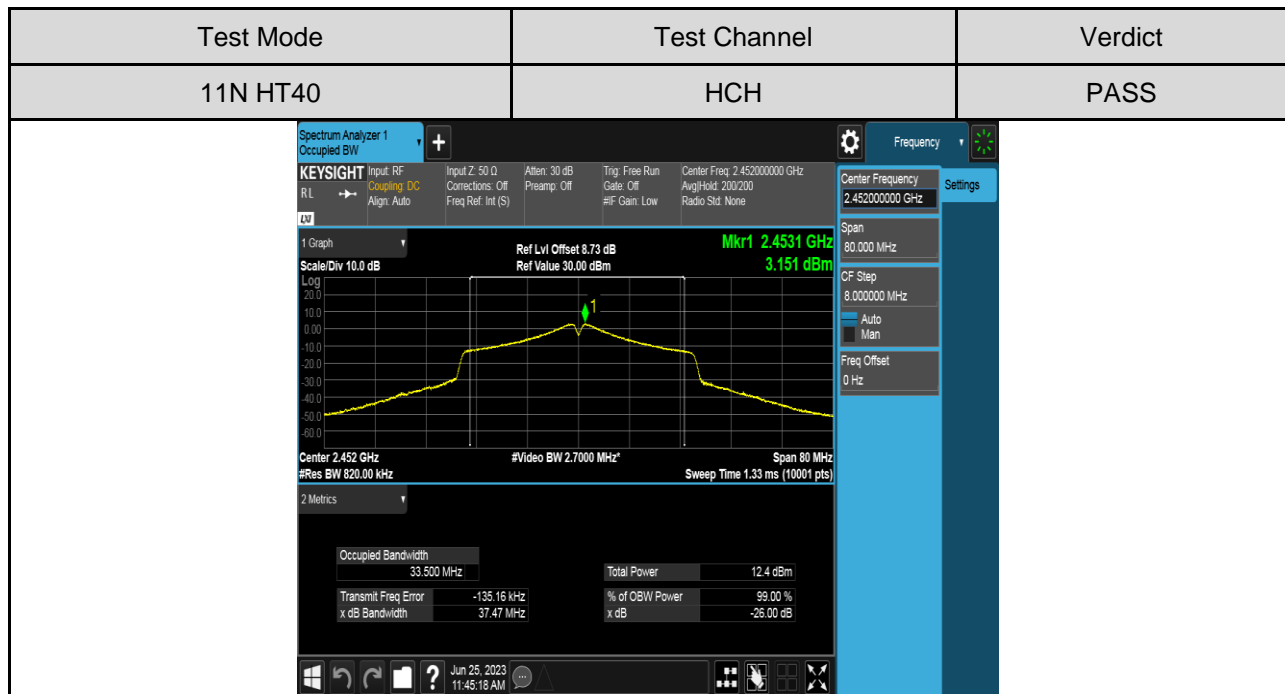 Test Mode Test Channel Verdict
11N HT40 HCH PASS
Spectrum Analyzer 1
Occupied BW
+
Frequency
KEYSIGHT
R L
LXI
Input: RF
Coupling: DC
Align: Auto
Input Z: 50 Ω
Corrections: Off
Freq Ref: Int (S)
Atten: 30 dB
Preamp: Off
Trig: Free Run
Gate: Off
#IF Gain: Low
Center Freq: 2.452000000 GHz
Avg|Hold: 200/200
Radio Std: None
Center Frequency
2.452000000 GHz
Settings
Span
80.000 MHz
CF Step
8.000000 MHz
Auto
Man
Freq Offset
0 Hz
1 Graph
Scale/Div 10.0 dB
Ref Lvl Offset 8.73 dB
Ref Value 30.00 dBm
Mkr1 2.4531 GHz
3.151 dBm
Log
20.0
10.0
0.00
-10.0
-20.0
-30.0
-40.0
-50.0
-60.0
1
Center 2.452 GHz #Video BW 2.7000 MHz* Span 80 MHz
#Res BW 820.00 kHz Sweep Time 1.33 ms (10001 pts)
2 Metrics
Occupied Bandwidth
33.500 MHz Total Power 12.4 dBm
Transmit Freq Error -135.16 kHz % of OBW Power 99.00 %
x dB Bandwidth 37.47 MHz x dB -26.00 dB
?
Jun 25, 2023
11:45:18 AM